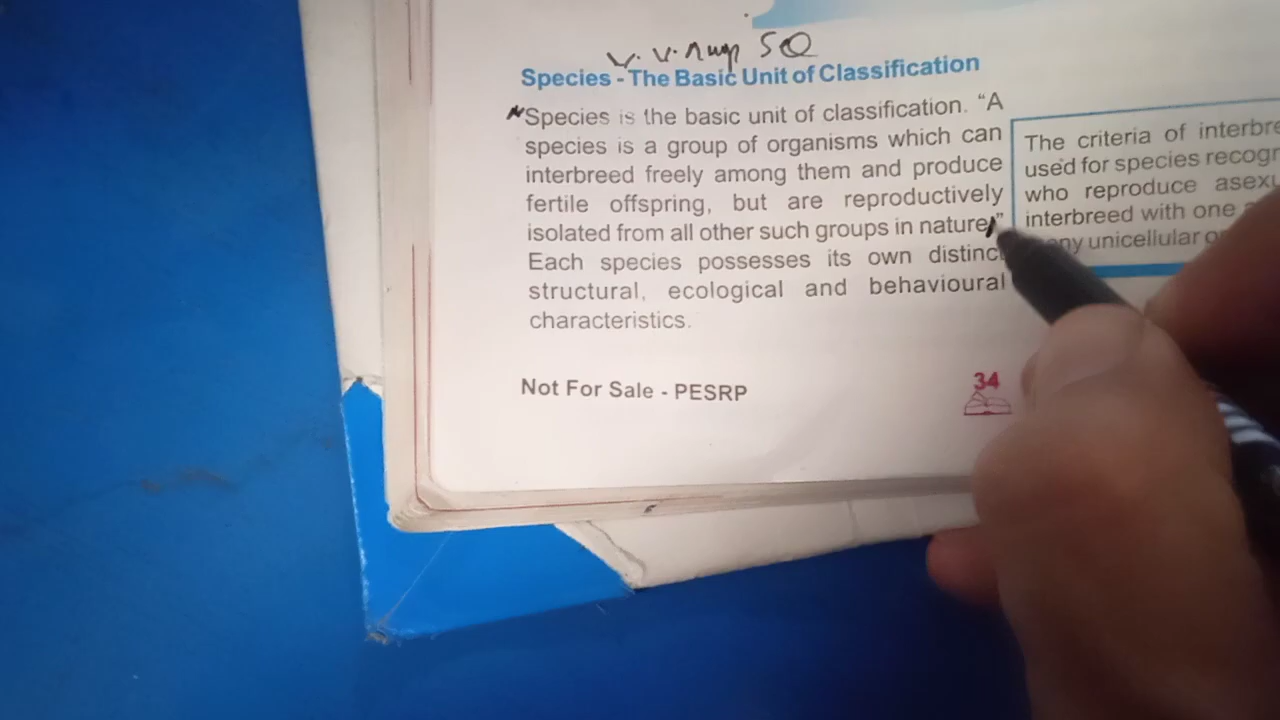 v. v. Imp SQ
Species - The Basic Unit of Classification
Species is the basic unit of classification. “A
species is a group of organisms which can
interbreed freely among them and produce
fertile offspring, but are reproductively
isolated from all other such groups in nature”
Each species possesses its own distinct
structural, ecological and behavioural
characteristics.
The criteria of
used for species
who reproduce
interbreed with one
unicellular
Not For Sale - PESRP
34